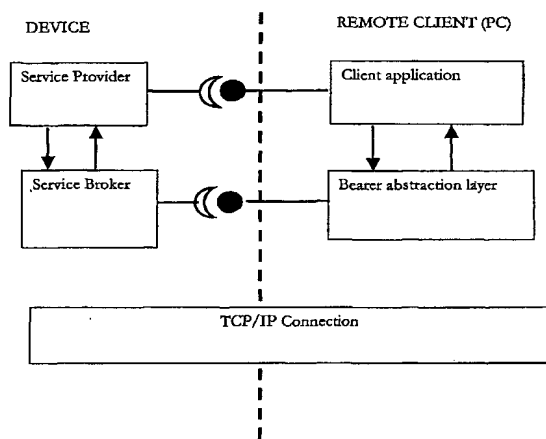 DEVICE
REMOTE CLIENT (PC)
Service Provider
Client application
Service Broker
Bearer abstraction layer
TCP/IP Connection